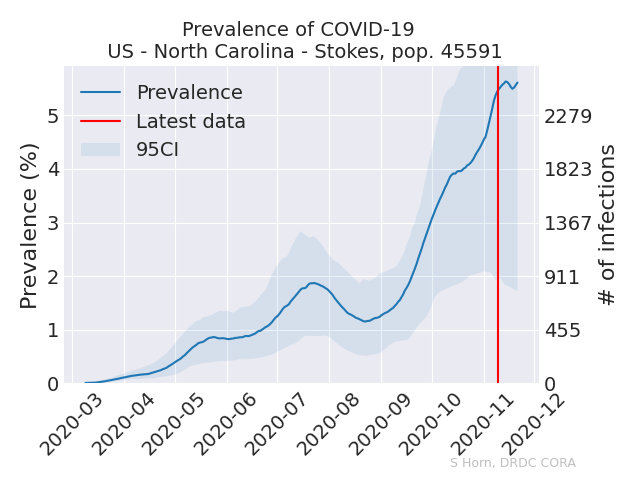 Prevalence of COVID-19
US - North Carolina - Stokes, pop. 45591
Prevalence
Latest data
95CI
Prevalence (%)
5
4
3
2
1
0
2279
1823
1367
911
455
0
# of infections
2020-03
2020-04
2020-05
2020-06
2020-07
2020-08
2020-09
2020-10
2020-11
2020-12
S Horn, DRDC CORA